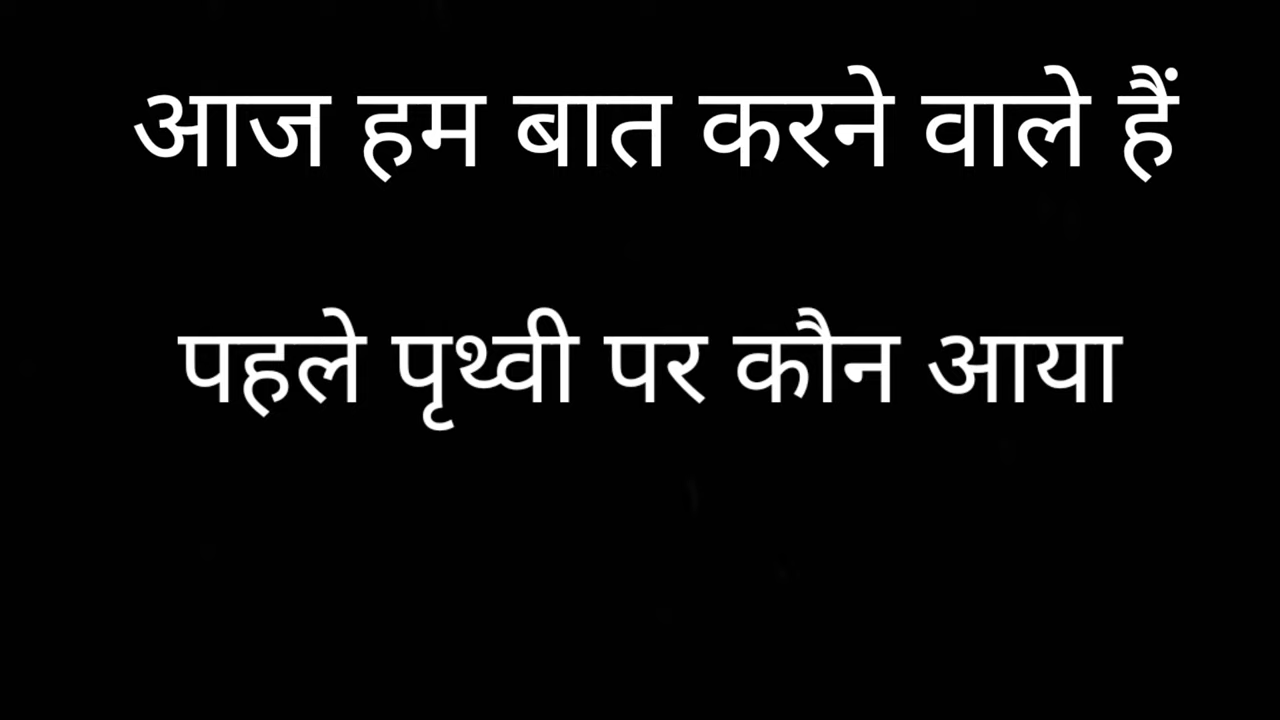 आज हम बात करने वाले हैं
पहले पृथ्वी पर कौन आया